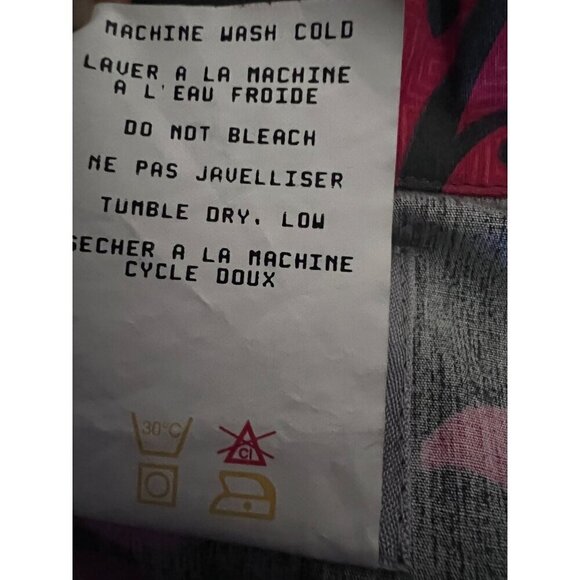 MACHINE WASH COLD
LAVER A LA MACHINE
A L'EAU FROIDE
DO NOT BLEACH
NE PAS JAVELLISER
TUMBLE DRY, LOW
SECHER A LA MACHINE
CYCLE DOUX
30°C
Cl